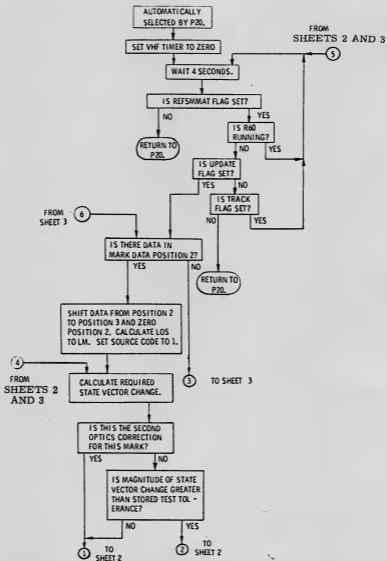 AUTOMATICALLY
SELECTED BY P20.
SET VHF TIMER TO ZERO
FROM
SHEETS 2 AND 3
5
WAIT 4 SECONDS.
IS REFSMMAT FLAG SET?
NO
YES
RETURN TO
P20.
IS R60
RUNNING?
NO
YES
IS UPDATE
FLAG SET?
YES
NO
IS TRACK
FLAG SET?
NO
YES
FROM
SHEET 3
6
IS THERE DATA IN
MARK DATA POSITION 2?
YES
NO
RETURN TO
P20.
SHIFT DATA FROM POSITION 2
TO POSITION 3 AND ZERO
POSITION 2. CALCULATE LOS
TO LM. SET SOURCE CODE TO 1.
4
FROM
SHEETS 2
AND 3
3
TO SHEET 3
CALCULATE REQUIRED
STATE VECTOR CHANGE.
IS THIS THE SECOND
OPTICS CORRECTION
FOR THIS MARK?
YES
NO
IS MAGNITUDE OF STATE
VECTOR CHANGE GREATER
THAN STORED TEST TOL -
ERANCE?
NO
YES
1
TO
SHEET 2
2
TO
SHEET 2